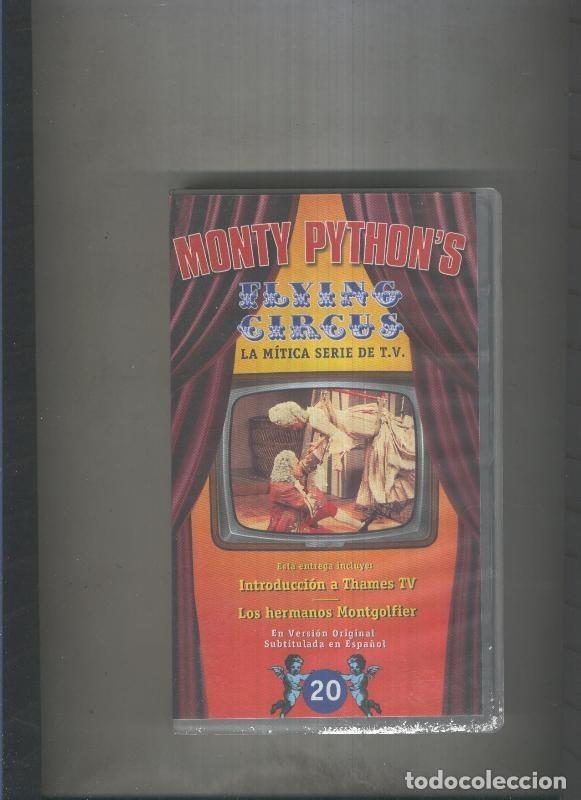 MONTY PYTHON'S
FLYING
CIRCUS
LA MÍTICA SERIE DE T.V.
Esta entrega incluye:
Introducción a Thames TV
Los hermanos Montgolfier
En Versión Original
Subtitulada en Español
20
todocoleccion